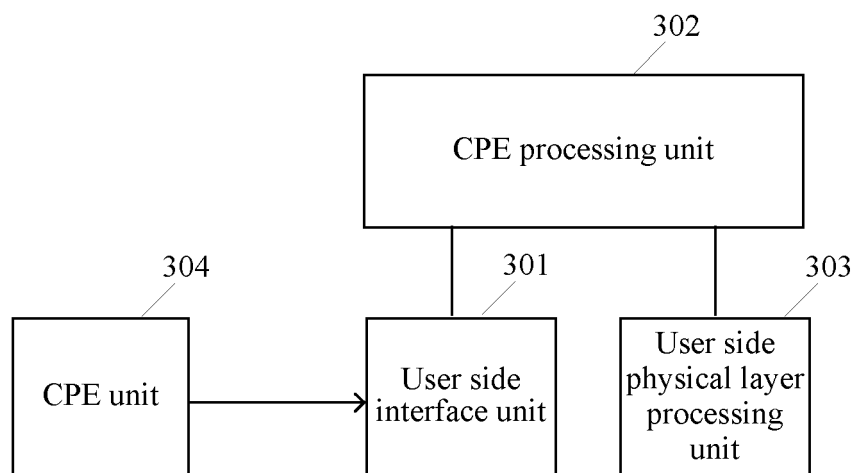 302
CPE processing unit
304
301
303
CPE unit
User side
interface unit
User side
physical layer
processing
unit